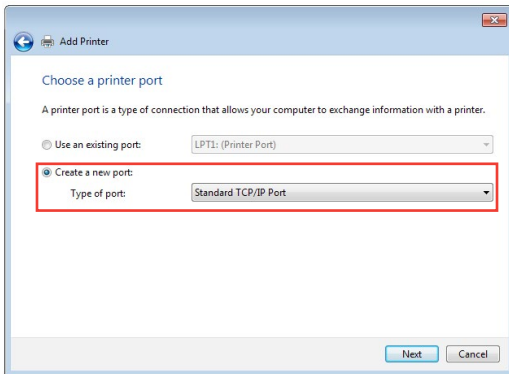 Add Printer
Choose a printer port
A printer port is a type of connection that allows your computer to exchange information with a printer.
Use an existing port: LPT1: (Printer Port)
Create a new port:
Type of port: Standard TCP/IP Port
Next Cancel